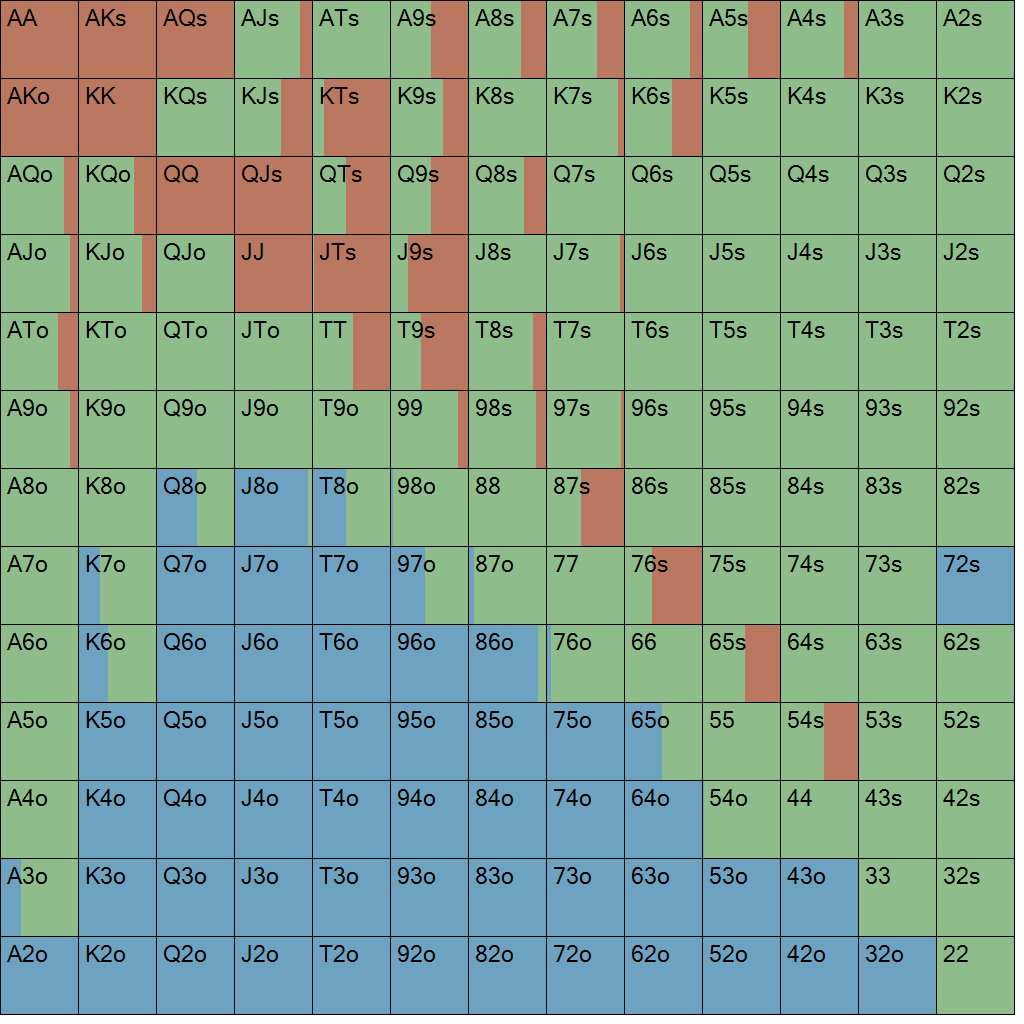 AA AKs AQs AJs ATs A9s A8s A7s A6s A5s A4s A3s A2s
AKo KK KQs KJs KTs K9s K8s K7s K6s K5s K4s K3s K2s
AQo KQo QQ QJs QTs Q9s Q8s Q7s Q6s Q5s Q4s Q3s Q2s
AJo KJo QJo JJ JTs J9s J8s J7s J6s J5s J4s J3s J2s
ATo KTo QTo JTo TT T9s T8s T7s T6s T5s T4s T3s T2s
A9o K9o Q9o J9o T9o 99 98s 97s 96s 95s 94s 93s 92s
A8o K8o Q8o J8o T8o 98o 88 87s 86s 85s 84s 83s 82s
A7o K7o Q7o J7o T7o 97o 87o 77 76s 75s 74s 73s 72s
A6o K6o Q6o J6o T6o 96o 86o 76o 66 65s 64s 63s 62s
A5o K5o Q5o J5o T5o 95o 85o 75o 65o 55 54s 53s 52s
A4o K4o Q4o J4o T4o 94o 84o 74o 64o 54o 44 43s 42s
A3o K3o Q3o J3o T3o 93o 83o 73o 63o 53o 43o 33 32s
A2o K2o Q2o J2o T2o 92o 82o 72o 62o 52o 42o 32o 22